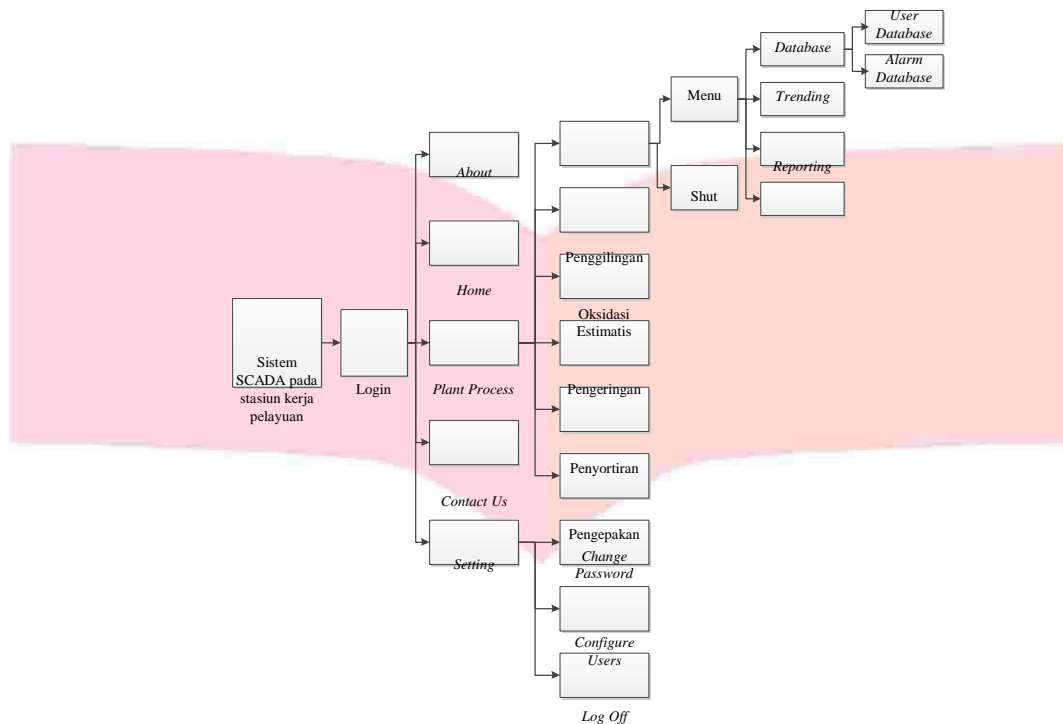 User
Database
Database
Alarm
Database
Menu
Trending
About
Reporting
Shut
Penggilingan
Home
Oksidasi
Estimatis
Sistem
SCADA pada
stasiun kerja
pelayuan
Login
Plant Process
Pengeringan
Penyortiran
Contact Us
Setting
Pengepakan
Change
Password
Configure
Users
Log Off